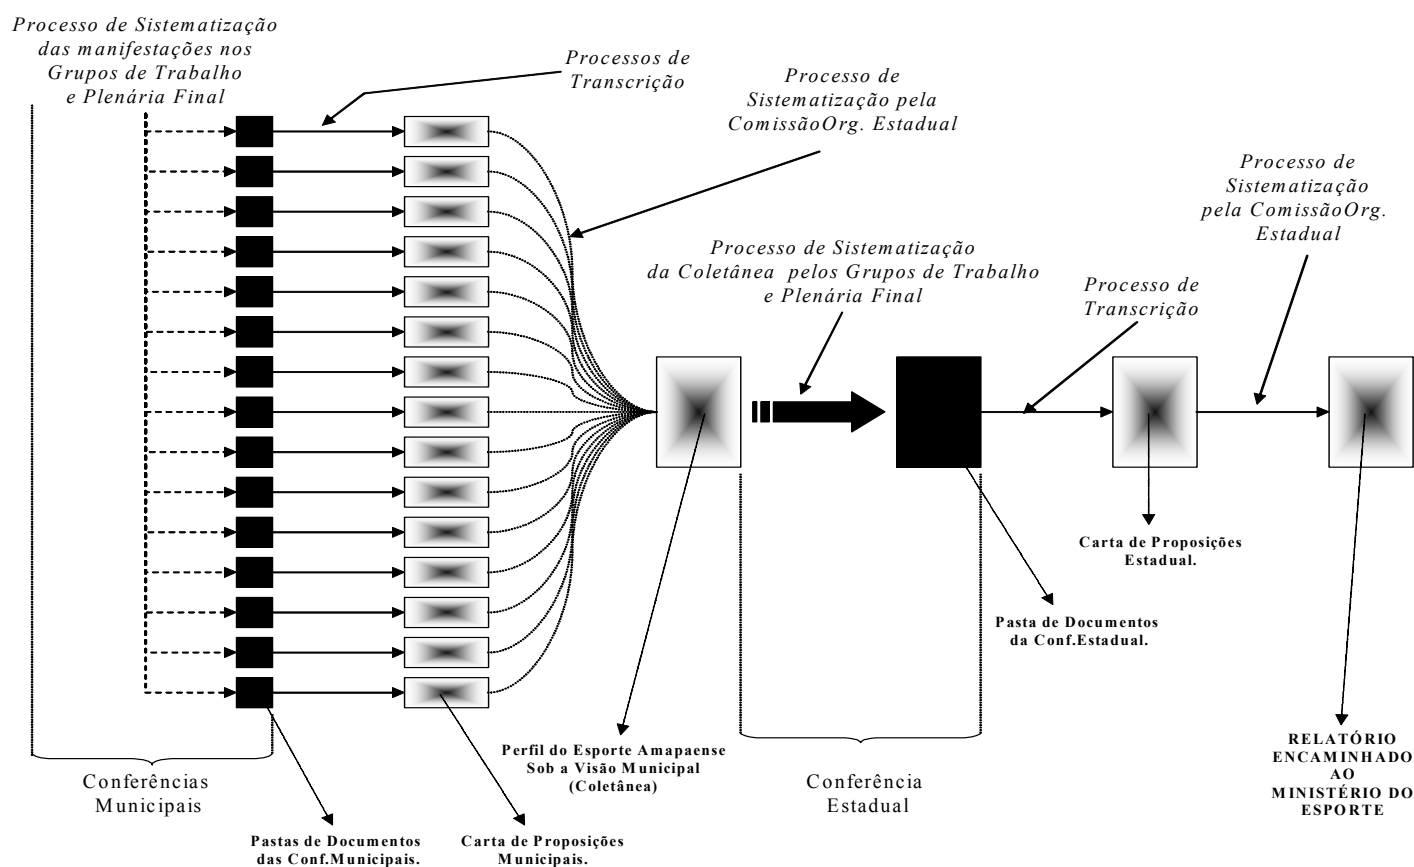 Processo de Sistematização
das manifestações nos
Grupos de Trabalho
e Plenária Final
Processos de
Transcrição
Processo de
Sistematização pela
ComissãoOrg. Estadual
Processo de
Sistematização
pela ComissãoOrg.
Estadual
Processo de Sistematização
da Coletânea pelos Grupos de Trabalho
e Plenária Final
Processo de
Transcrição
Carta de Proposições
Estadual.
Pasta de Documentos
da Conf.Estadual.
Perfil do Esporte Amapaense
Sob a Visão Municipal
(Coletânea)
RELATÓRIO
ENCAMINHADO
AO
MINISTÉRIO DO
ESPORTE
Conferências
Municipais
Conferência
Estadual
Pastas de Documentos
das Conf.Municipais.
Carta de Proposições
Municipais.